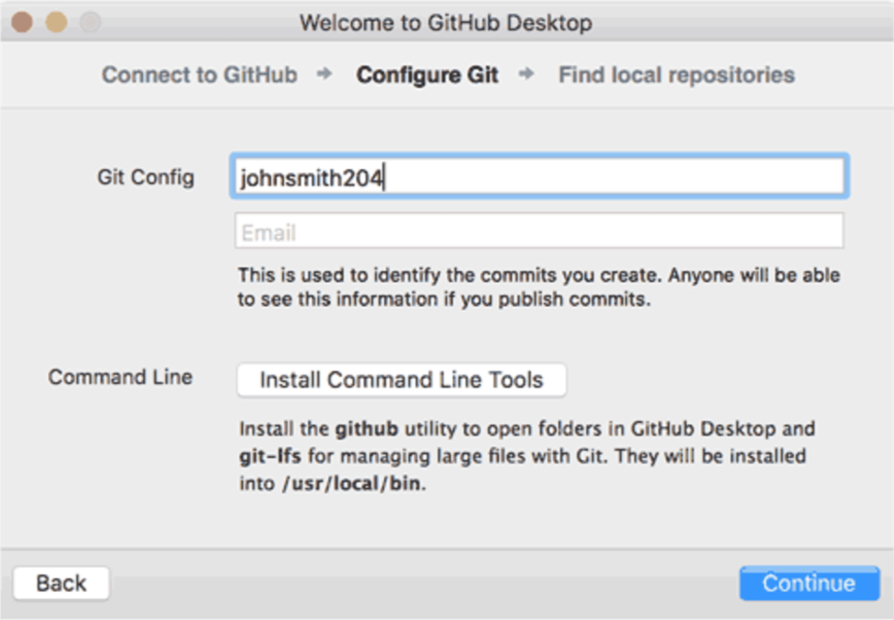 Welcome to GitHub Desktop
Connect to GitHub → Configure Git → Find local repositories
Git Config johnsmith204
Email
This is used to identify the commits you create. Anyone will be able
to see this information if you publish commits.
Command Line Install Command Line Tools
Install the github utility to open folders in GitHub Desktop and
git-lfs for managing large files with Git. They will be installed
into /usr/local/bin.
Back Continue